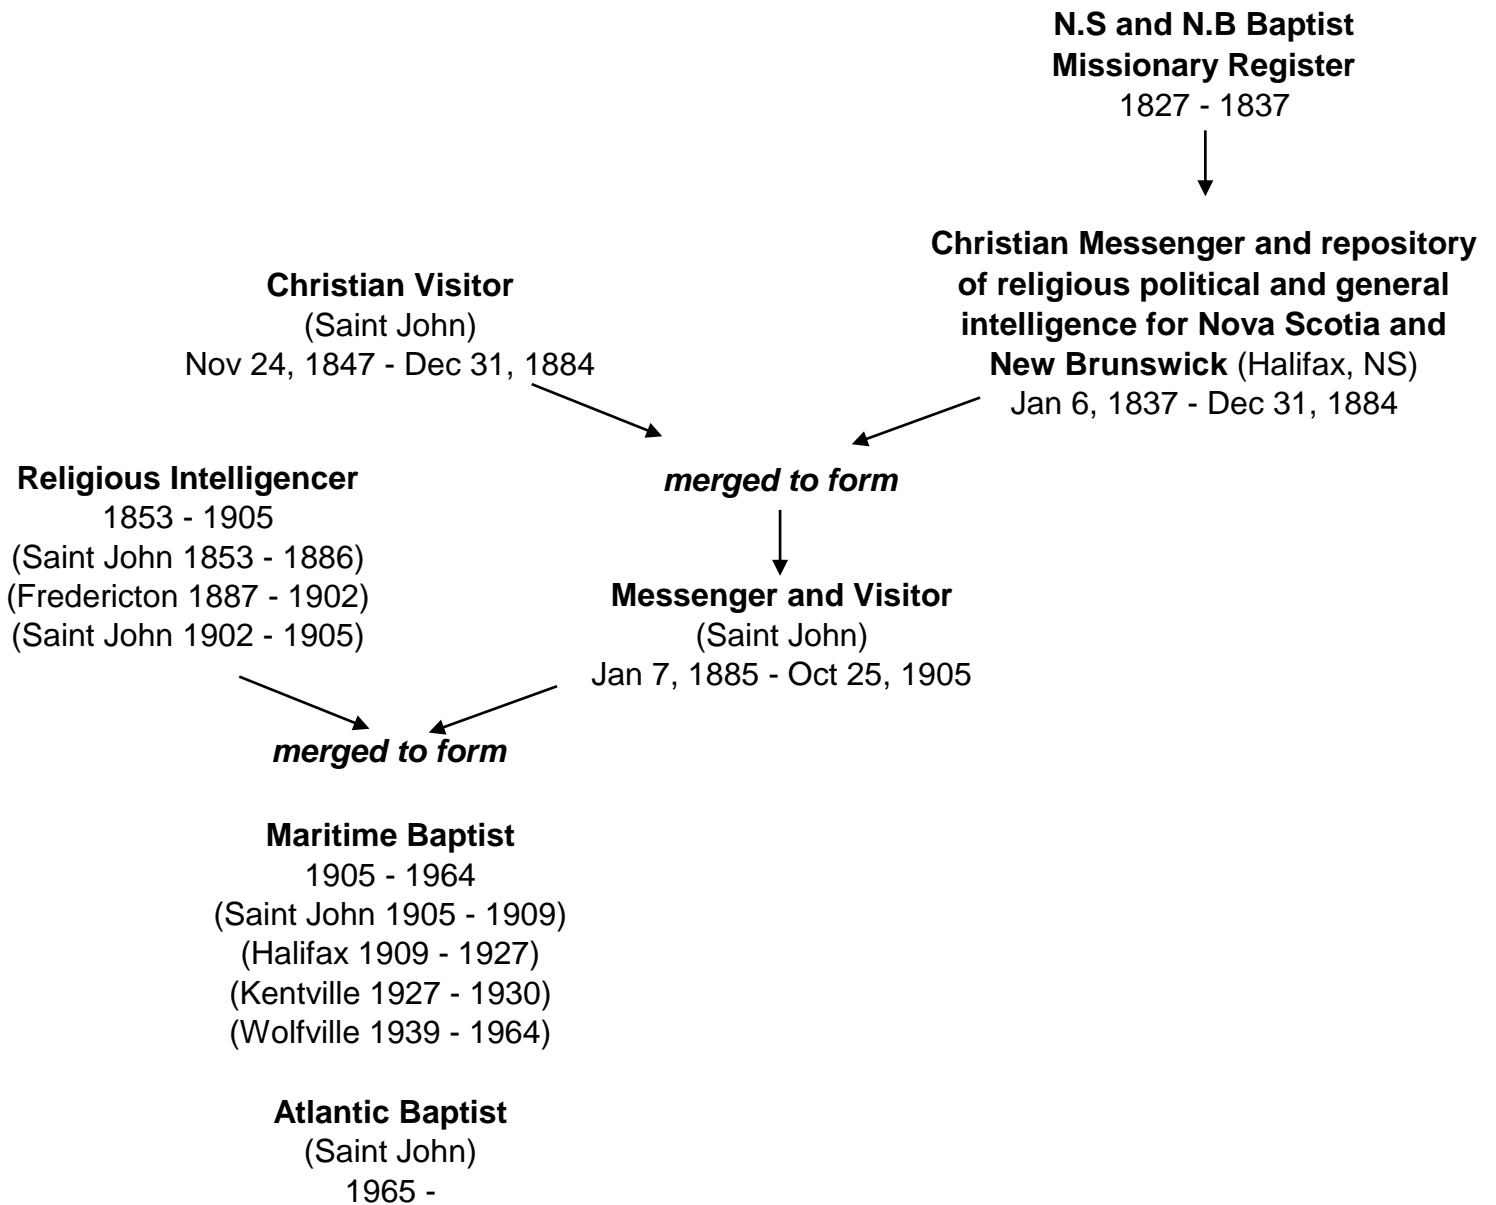 N.S and N.B Baptist
Missionary Register
1827 - 1837
Christian Messenger and repository
of religious political and general
intelligence for Nova Scotia and
New Brunswick (Halifax, NS)
Jan 6, 1837 - Dec 31, 1884
Christian Visitor
(Saint John)
Nov 24, 1847 - Dec 31, 1884
merged to form
Religious Intelligencer
1853 - 1905
(Saint John 1853 - 1886)
(Fredericton 1887 - 1902)
(Saint John 1902 - 1905)
Messenger and Visitor
(Saint John)
Jan 7, 1885 - Oct 25, 1905
merged to form
Maritime Baptist
1905 - 1964
(Saint John 1905 - 1909)
(Halifax 1909 - 1927)
(Kentville 1927 - 1930)
(Wolfville 1939 - 1964)
Atlantic Baptist
(Saint John)
1965 -